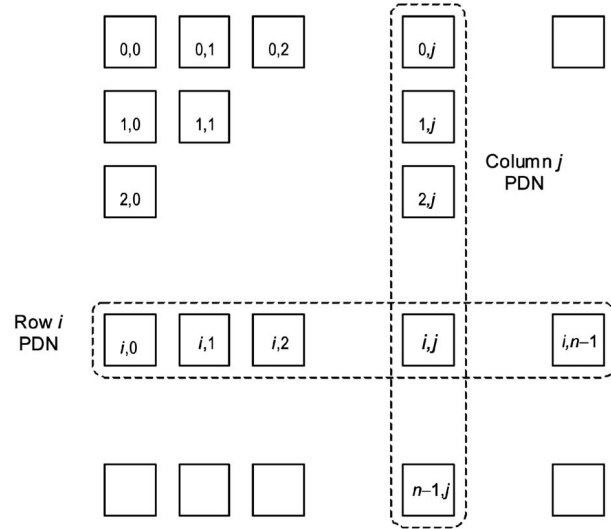 0,0 0,1 0,2 0,j
1,0 1,1 1,j
Column j
PDN
2,0 2,j
Row i
PDN
i,0 i,1 i,2 i,j i,n–1
n–1,j